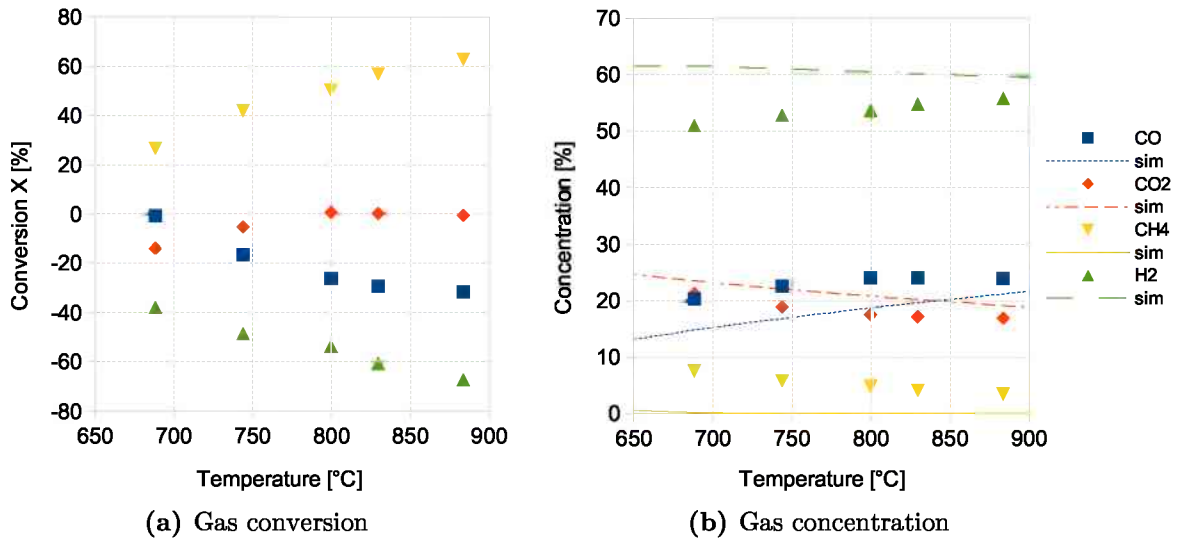 80
60
40
20
0
-20
-40
-60
-80
650 700 750 800 850 900
Conversion X [%]
Temperature [°C]
(a) Gas conversion
70
60
50
40
30
20
10
0
650 700 750 800 850 900
Concentration [%]
Temperature [°C]
(b) Gas concentration
CO
sim
CO2
sim
CH4
sim
H2
sim